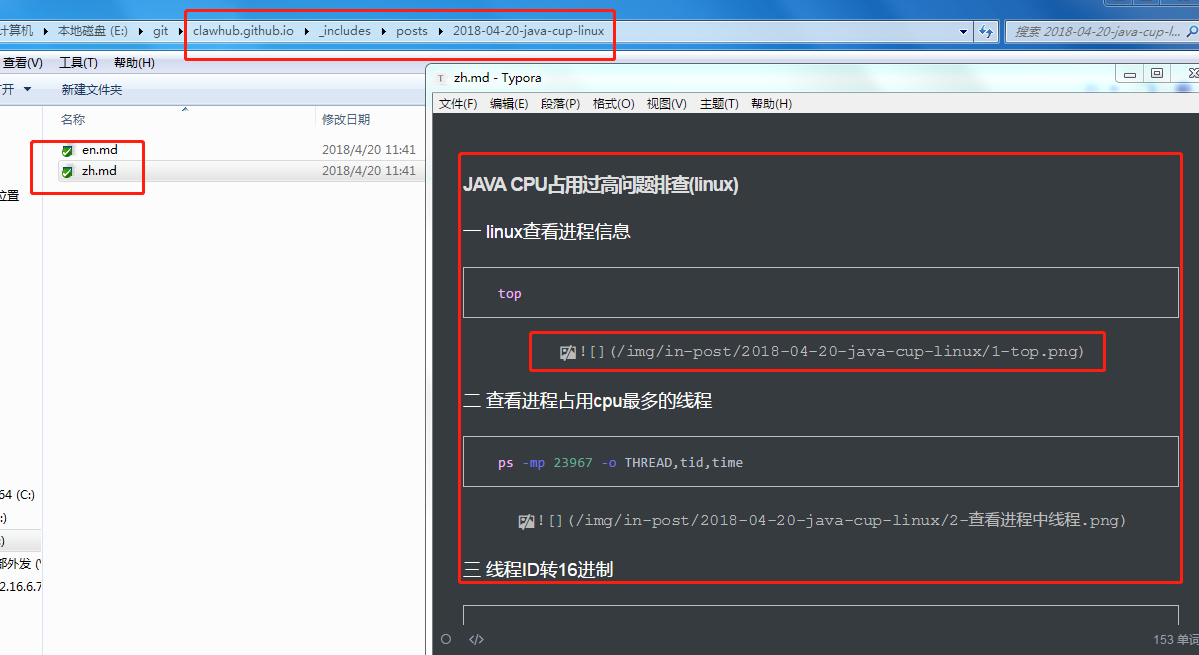 计算机 本地磁盘 (E:) git clawhub.github.io _includes posts 2018-04-20-java-cup-linux
搜索 2018-04-20-java-cup-l...
查看(V) 工具(T) 帮助(H)
开 新建文件夹
名称 修改日期
en.md 2018/4/20 11:41
zh.md 2018/4/20 11:41
位置
64 (C:)
:)
:)
部外发 (\
2.16.6.7
zh.md - Typora
文件(F) 编辑(E) 段落(P) 格式(O) 视图(V) 主题(T) 帮助(H)
JAVA CPU占用过高问题排查(linux)
一 linux查看进程信息
top
![](/img/in-post/2018-04-20-java-cup-linux/1-top.png)
二 查看进程占用cpu最多的线程
ps -mp 23967 -o THREAD,tid,time
![](/img/in-post/2018-04-20-java-cup-linux/2-查看进程中线程.png)
三 线程ID转16进制
</>
153 单词